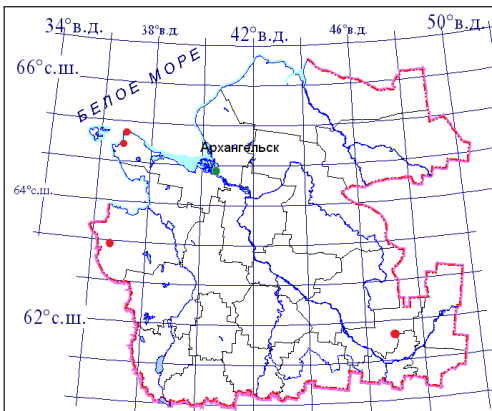 34°в.д.
38°в.д.
42°в.д.
46°в.д.
50°в.д.
66°с.ш.
БЕЛОЕ МОРЕ
Архангельск
64°с.ш.
62°с.ш.